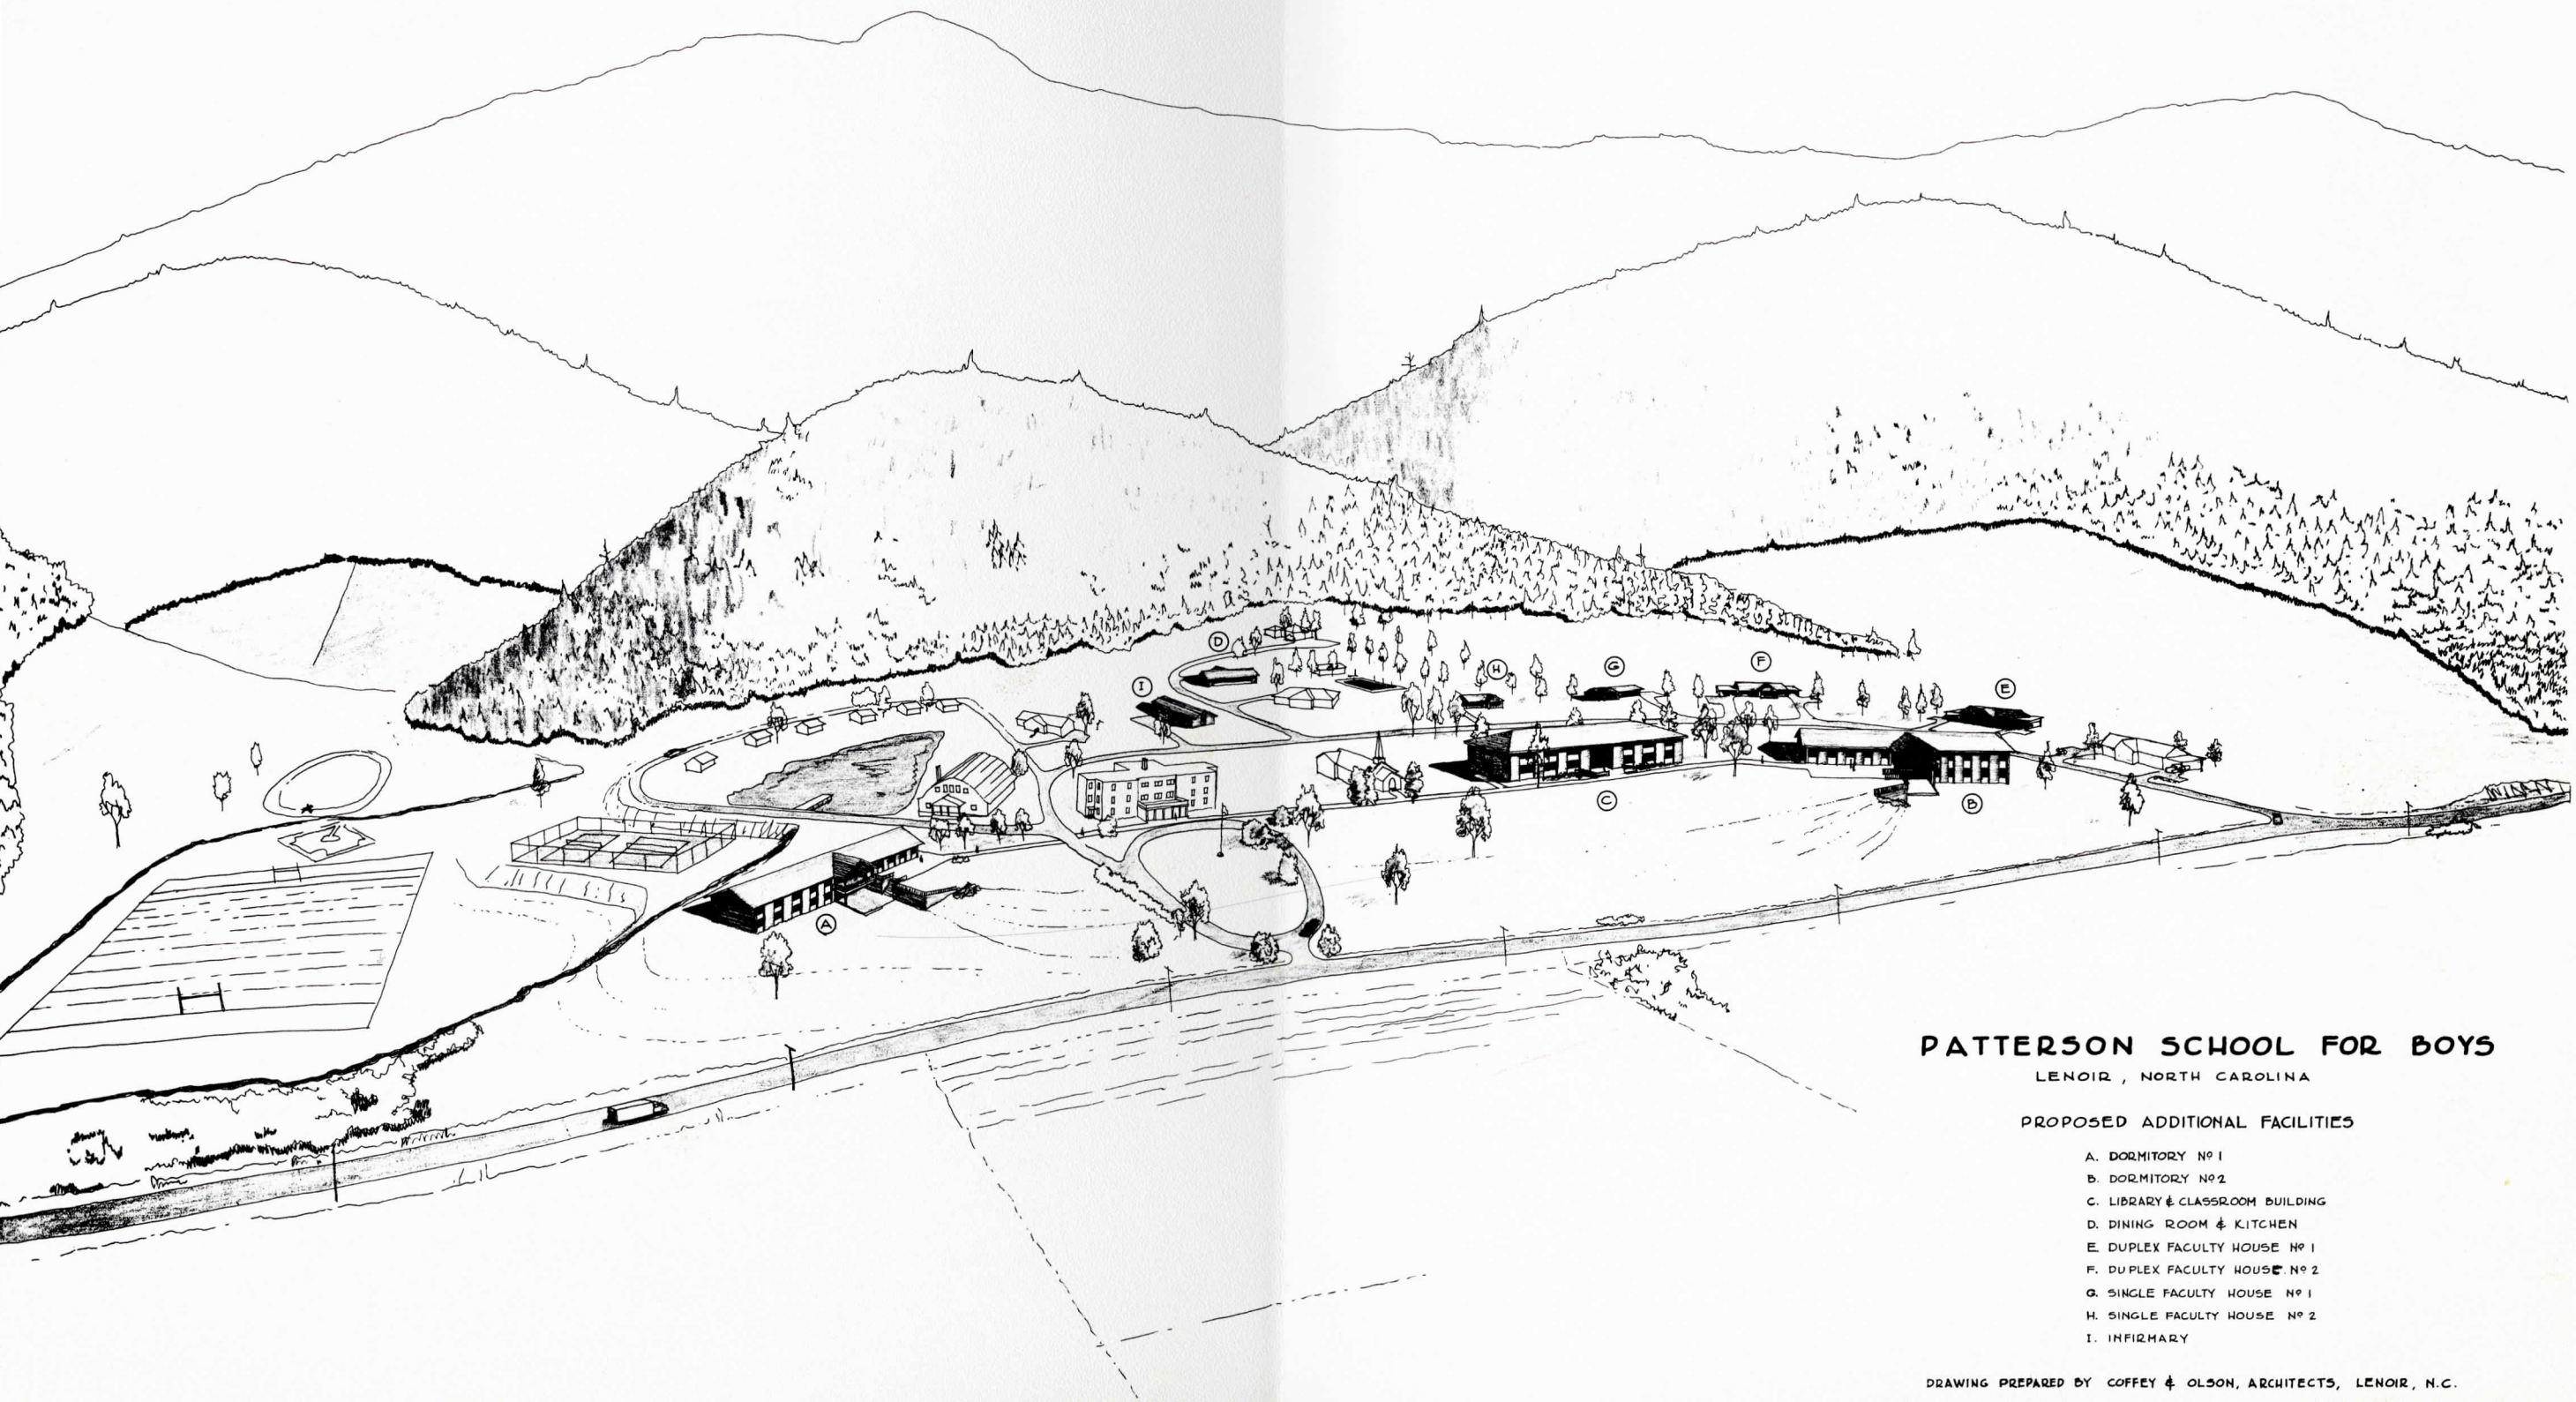 D
H
G
F
I
E
C
B
A
PATTERSON SCHOOL FOR BOYS
LENOIR, NORTH CAROLINA
PROPOSED ADDITIONAL FACILITIES
A. DORMITORY Nº 1
B. DORMITORY Nº 2
C. LIBRARY & CLASSROOM BUILDING
D. DINING ROOM & KITCHEN
E. DUPLEX FACULTY HOUSE Nº 1
F. DUPLEX FACULTY HOUSE. Nº 2
G. SINGLE FACULTY HOUSE Nº 1
H. SINGLE FACULTY HOUSE Nº 2
I. INFIRMARY
DRAWING PREPARED BY COFFEY & OLSON, ARCHITECTS, LENOIR, N.C.